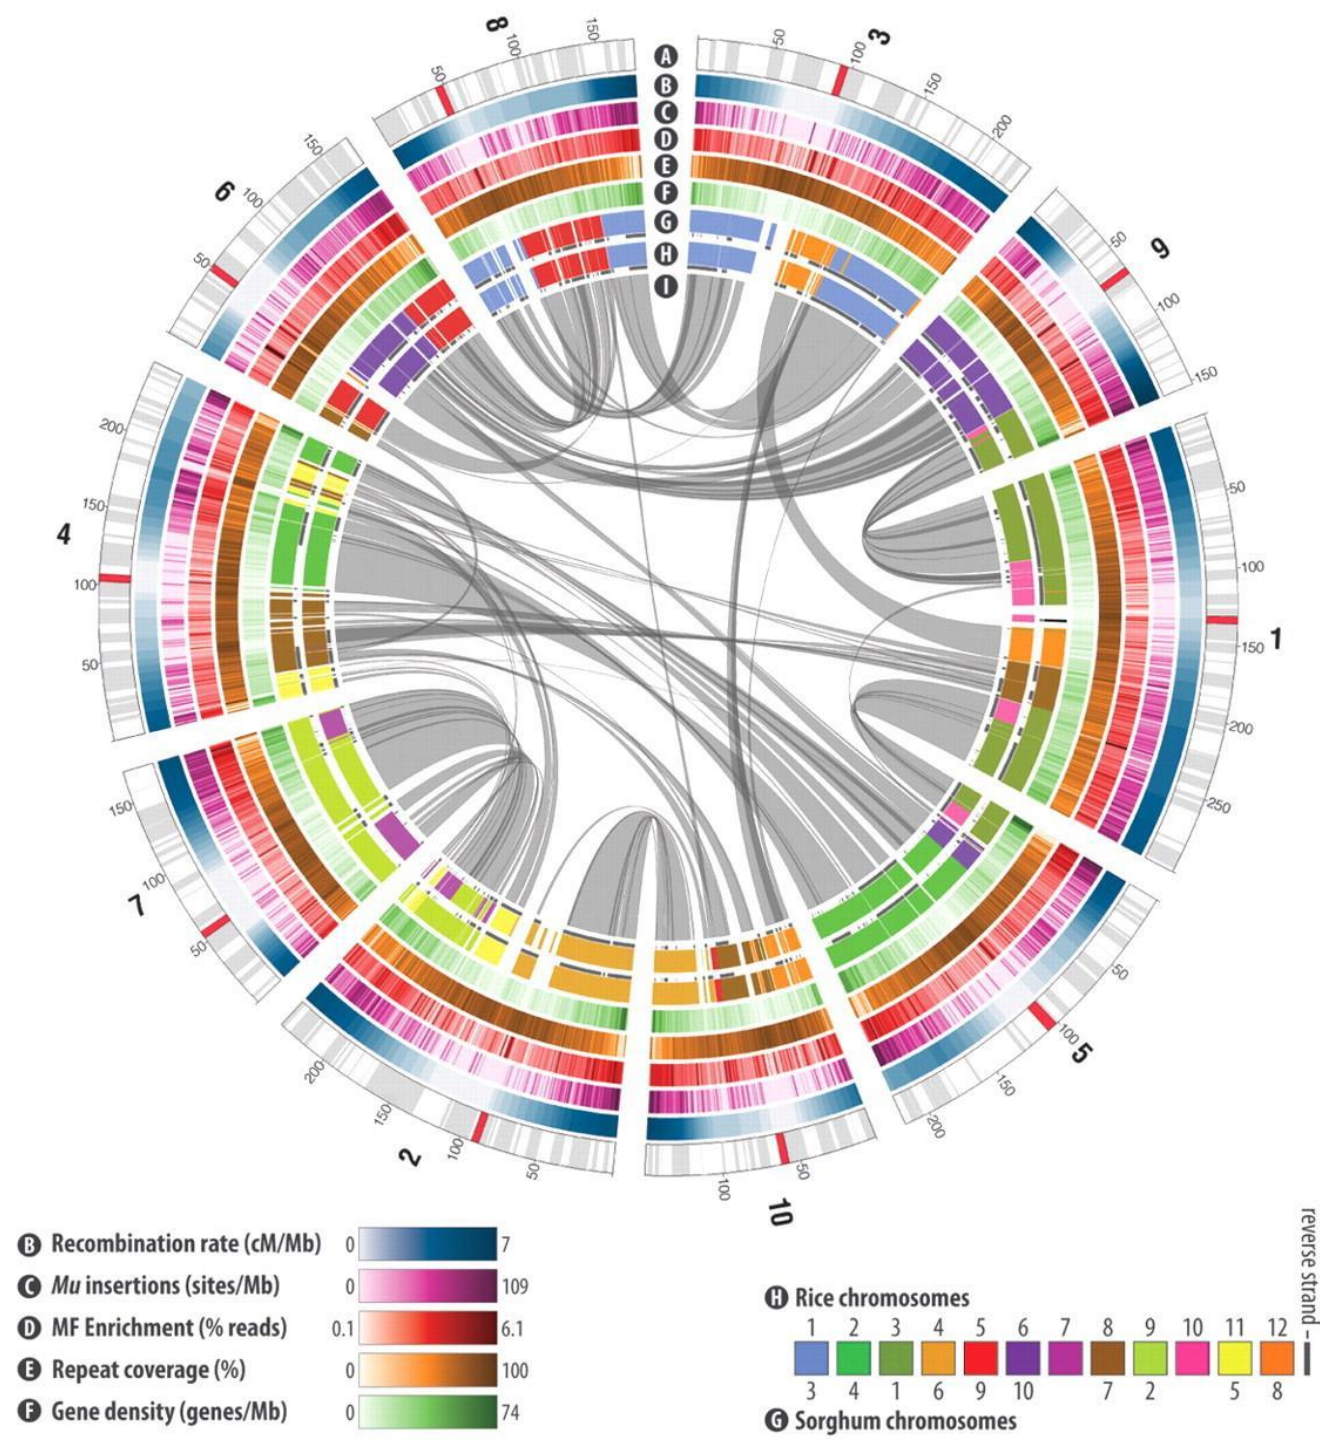 8
50
100
150
A
B
C
D
E
F
G
H
I
3
50
100
150
200
9
50
100
150
1
50
100
150
200
250
5
50
100
150
200
10
50
100
2
50
100
150
200
7
50
100
150
4
50
100
150
200
6
50
100
150
B Recombination rate (cM/Mb) 0 7
C Mu insertions (sites/Mb) 0 109
D MF Enrichment (% reads) 0.1 6.1
E Repeat coverage (%) 0 100
F Gene density (genes/Mb) 0 74
H Rice chromosomes
1 2 3 4 5 6 7 8 9 10 11 12
3 4 1 6 9 10 7 2 5 8
G Sorghum chromosomes
reverse strand –